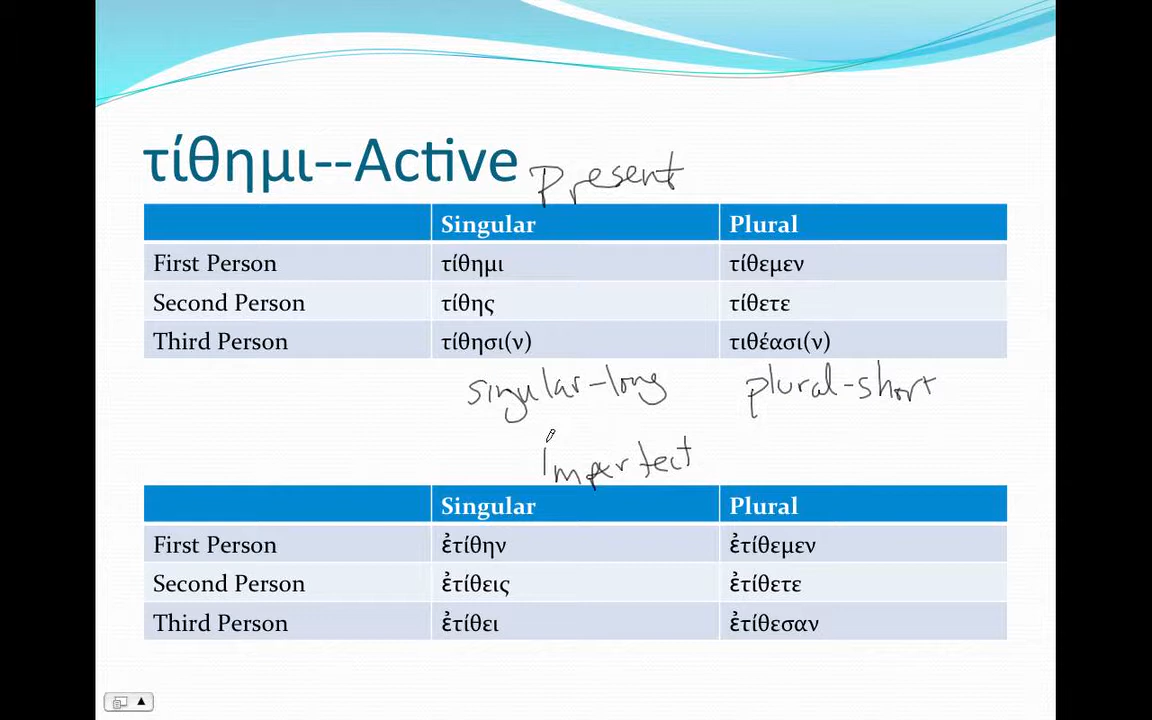 τίθημι--Active Present
Singular Plural
First Person τίθημι τίθεμεν
Second Person τίθης τίθετε
Third Person τίθησι(ν) τιθέασι(ν)
singular-long plural-short
imperfect
Singular Plural
First Person ἐτίθην ἐτίθεμεν
Second Person ἐτίθεις ἐτίθετε
Third Person ἐτίθει ἐτίθεσαν